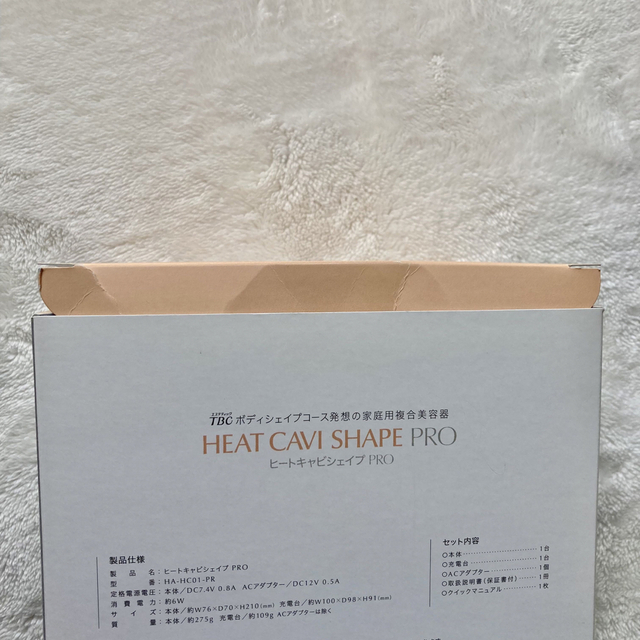 エステティック
TBC ボディシェイプコース発想の家庭用複合美容器
HEAT CAVI SHAPE PRO
ヒートキャビシェイプ PRO
製品仕様
製品名：ヒートキャビシェイプ PRO
型番：HA-HC01-PR
定格電源電圧：本体／DC7.4V 0.8A ACアダプター／DC12V 0.5A
消費電力：約6W
サイズ：本体／約W76×D70×H210(mm) 充電台／約W100×D98×H91(mm)
質量：本体／約275g 充電台／約109g ACアダプターは除く
セット内容
○本体 1台
○充電台 1台
○ACアダプター 1個
○取扱説明書（保証書付） 1冊
○クイックマニュアル 1枚